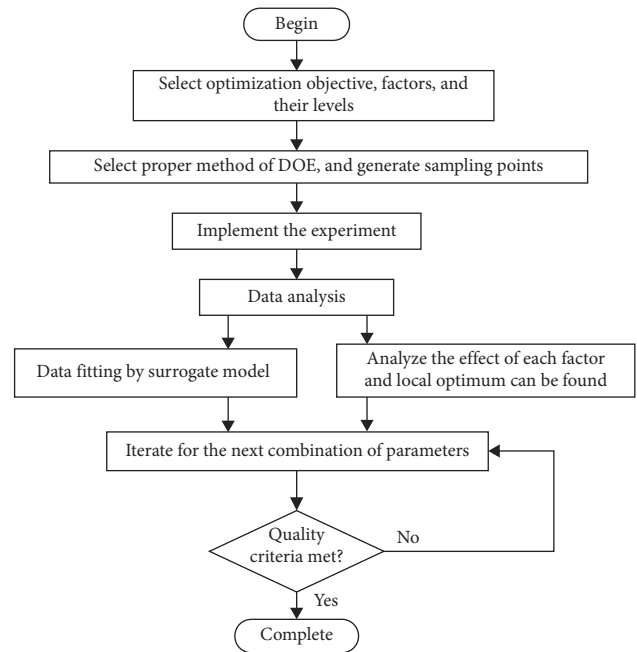 Begin
Select optimization objective, factors, and
their levels
Select proper method of DOE, and generate sampling points
Implement the experiment
Data analysis
Data fitting by surrogate model
Analyze the effect of each factor
and local optimum can be found
Iterate for the next combination of parameters
Quality
criteria met?
No
Yes
Complete